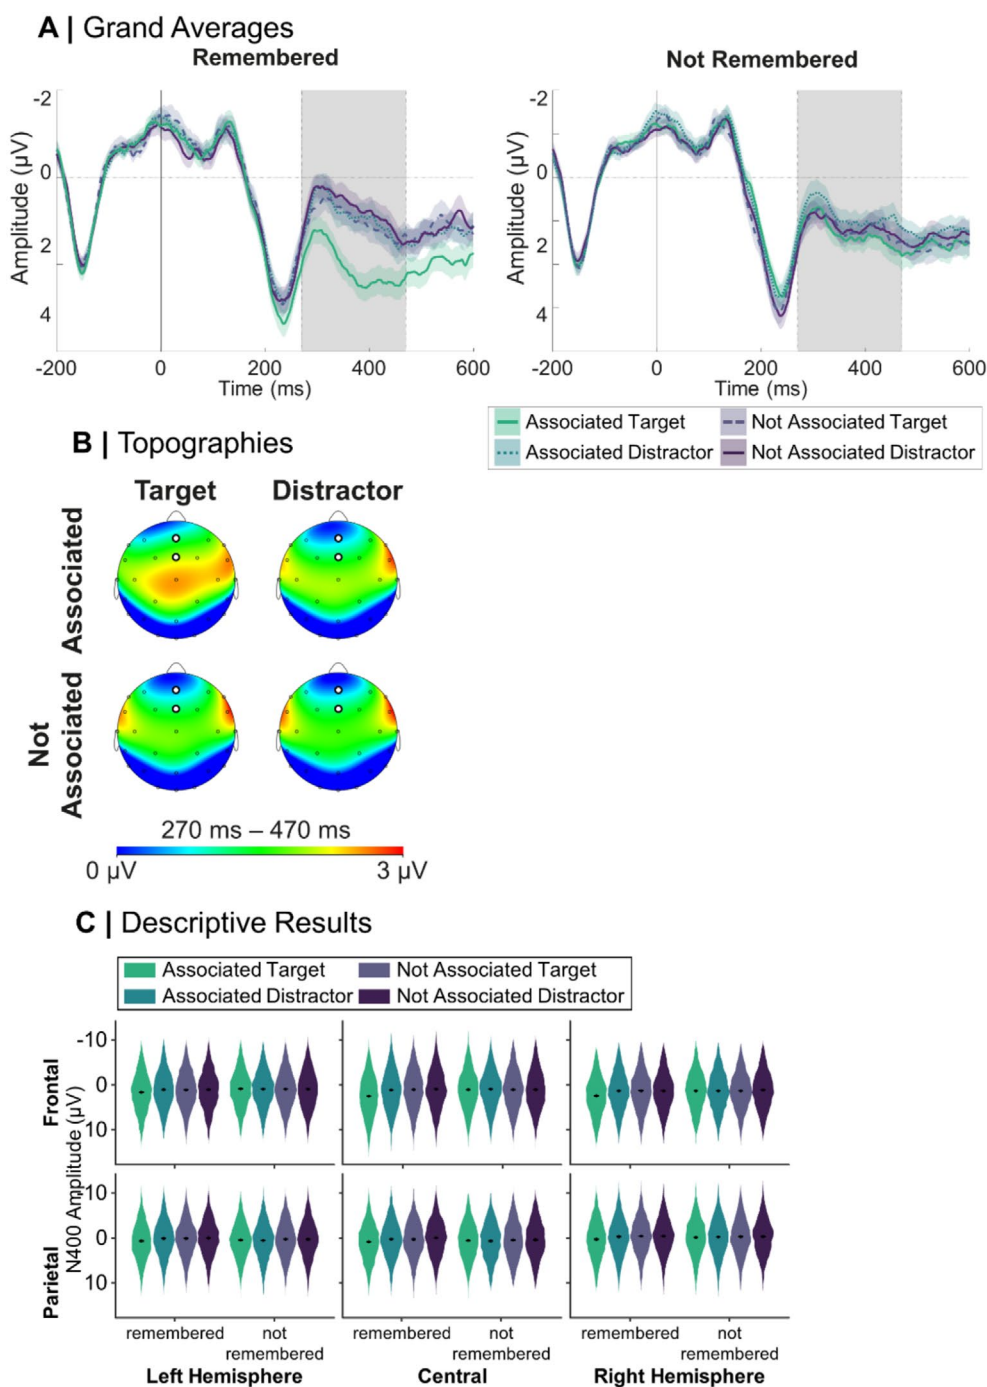 A | Grand Averages
Remembered
Not Remembered
Amplitude (µV)
-2
0
2
4
-200
0
200
400
600
Time (ms)
Amplitude (µV)
-2
0
2
4
-200
0
200
400
600
Time (ms)
Associated Target
Not Associated Target
Associated Distractor
Not Associated Distractor
B | Topographies
Target
Distractor
Associated
Not
Associated
270 ms – 470 ms
0 µV
3 µV
C | Descriptive Results
Associated Target
Not Associated Target
Associated Distractor
Not Associated Distractor
Frontal
Parietal
N400 Amplitude (µV)
-10
0
10
-10
0
10
remembered
not
remembered
remembered
not
remembered
remembered
not
remembered
Left Hemisphere
Central
Right Hemisphere